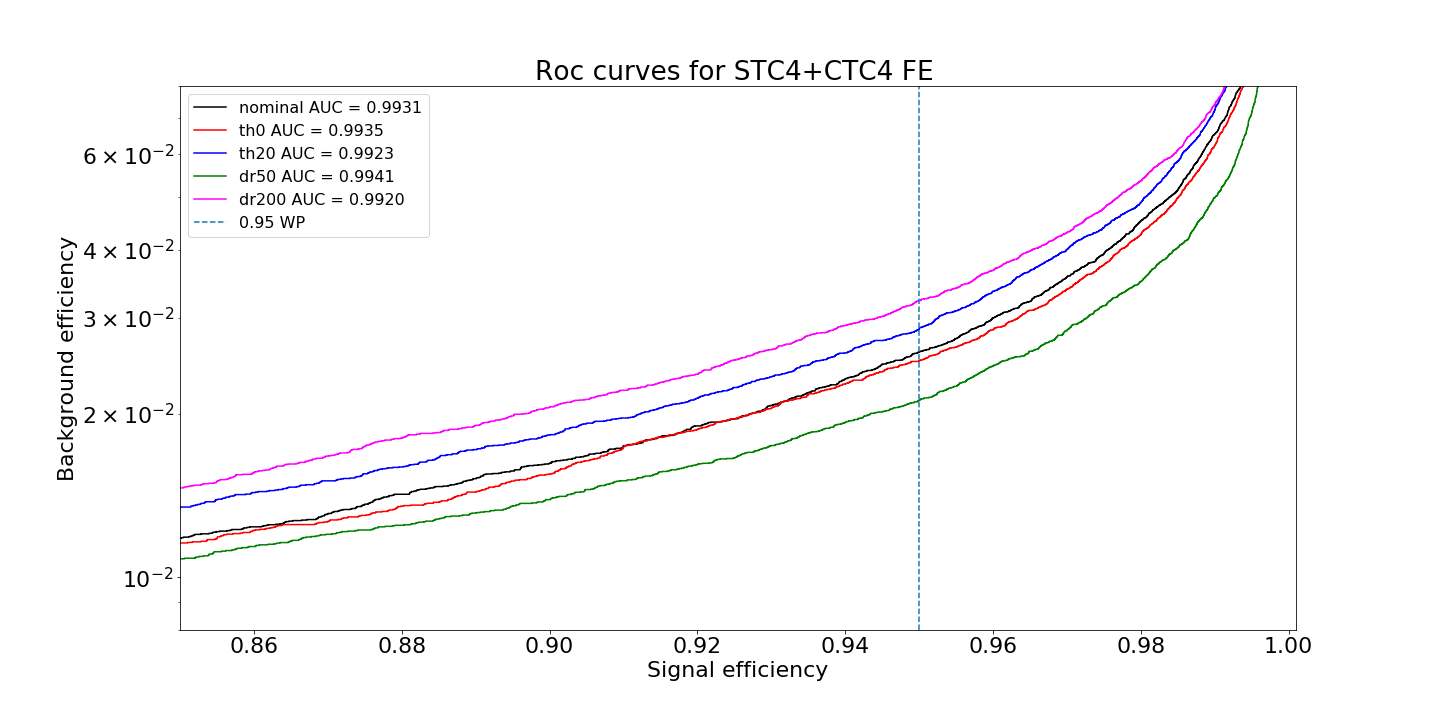 Roc curves for STC4+CTC4 FE
nominal AUC = 0.9931
th0 AUC = 0.9935
th20 AUC = 0.9923
dr50 AUC = 0.9941
dr200 AUC = 0.9920
0.95 WP
Background efficiency
6 × 10⁻²
4 × 10⁻²
3 × 10⁻²
2 × 10⁻²
10⁻²
0.86 0.88 0.90 0.92 0.94 0.96 0.98 1.00
Signal efficiency